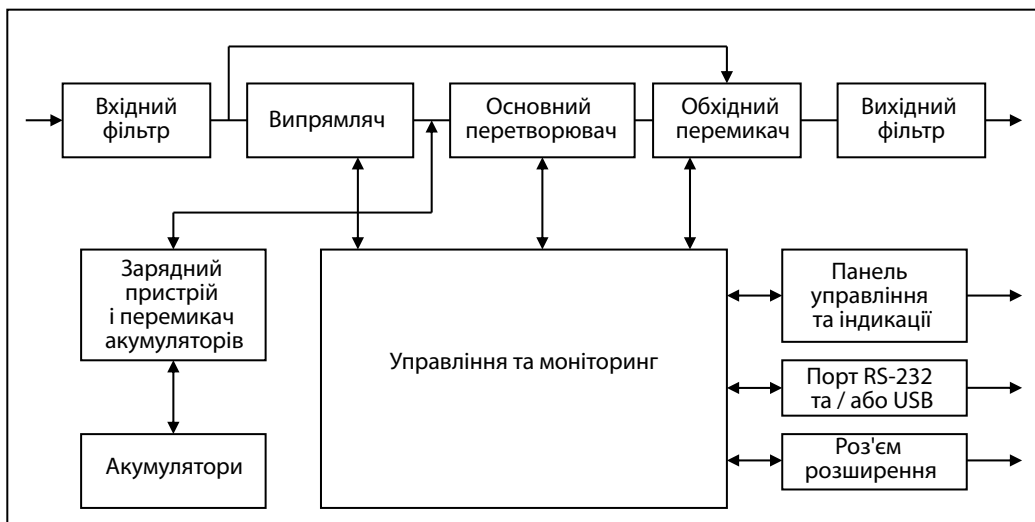 Вхідний
фільтр
Випрямляч
Основний
перетворювач
Обхідний
перемикач
Вихідний
фільтр
Зарядний
пристрій
і перемикач
акумуляторів
Акумулятори
Управління та моніторинг
Панель
управління
та індикації
Порт RS-232
та / або USB
Роз'єм
розширення